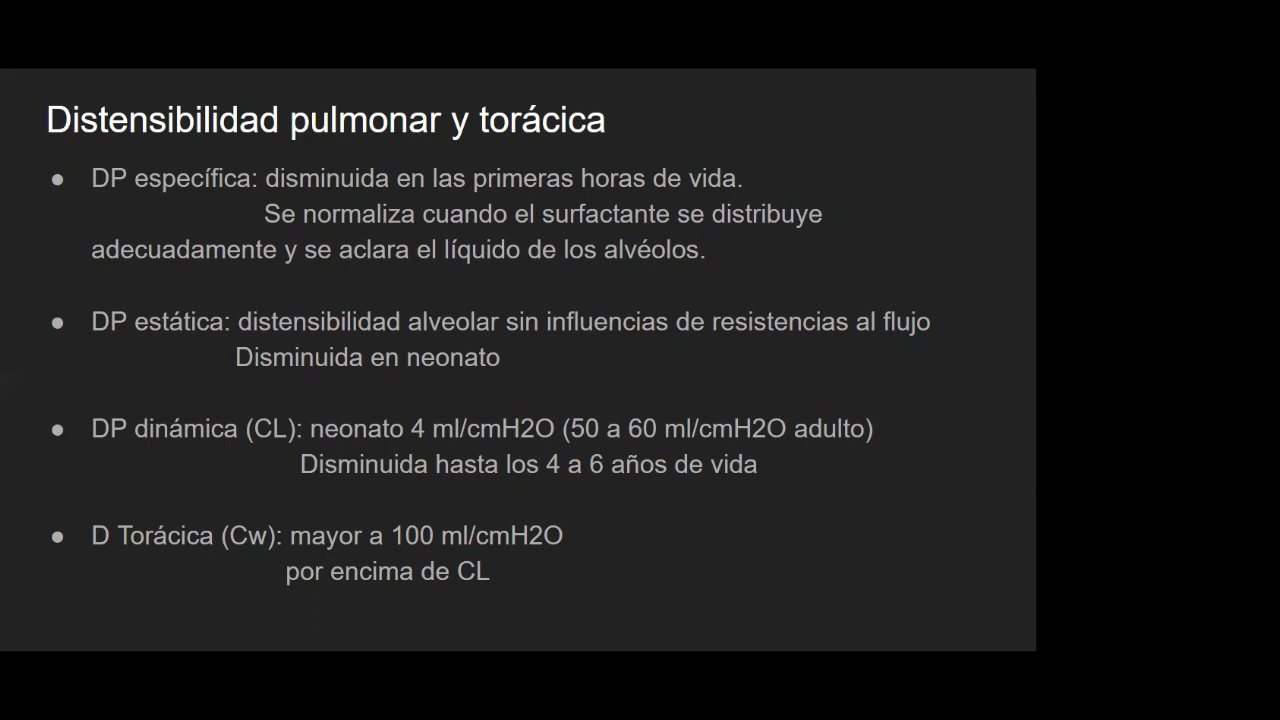 Distensibilidad pulmonar y torácica
● DP específica: disminuida en las primeras horas de vida.
Se normaliza cuando el surfactante se distribuye
adecuadamente y se aclara el líquido de los alvéolos.
● DP estática: distensibilidad alveolar sin influencias de resistencias al flujo
Disminuida en neonato
● DP dinámica (CL): neonato 4 ml/cmH2O (50 a 60 ml/cmH2O adulto)
Disminuida hasta los 4 a 6 años de vida
● D Torácica (Cw): mayor a 100 ml/cmH2O
por encima de CL